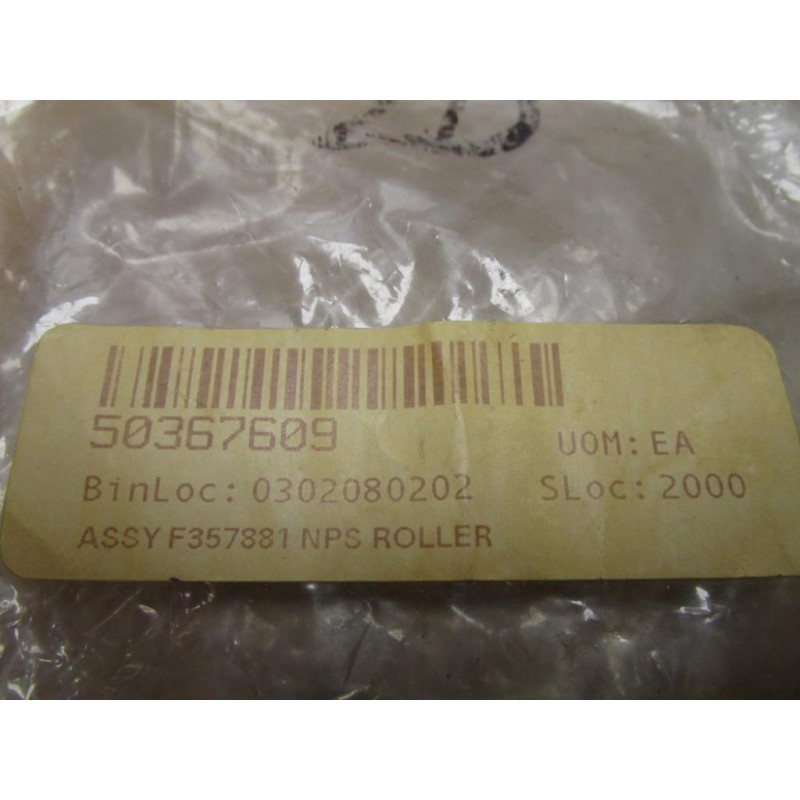 50367609
UOM: EA
BinLoc: 0302080202
SLoc: 2000
ASSY F357881 NPS ROLLER